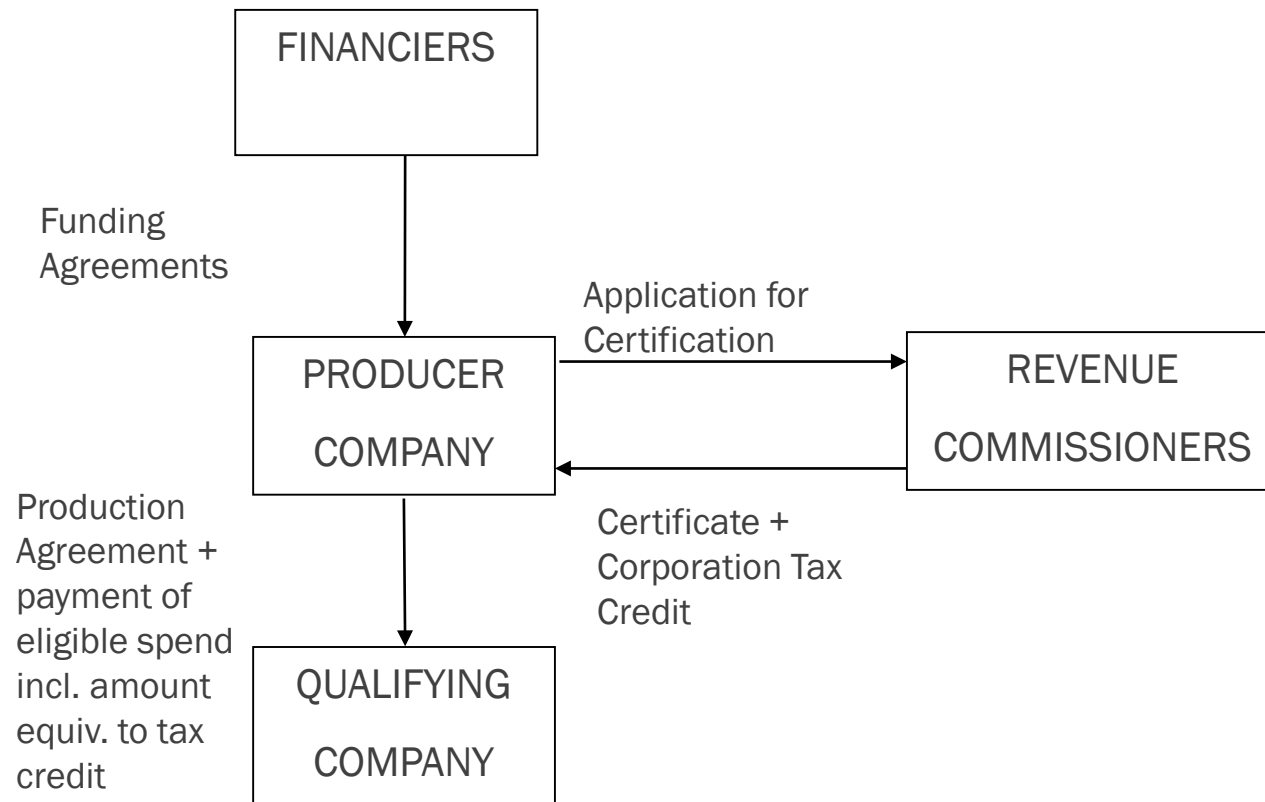 FINANCIERS
Funding
Agreements
Application for
Certification
PRODUCER
COMPANY
REVENUE
COMMISSIONERS
Certificate +
Corporation Tax
Credit
Production
Agreement +
payment of
eligible spend
incl. amount
equiv. to tax
credit
QUALIFYING
COMPANY